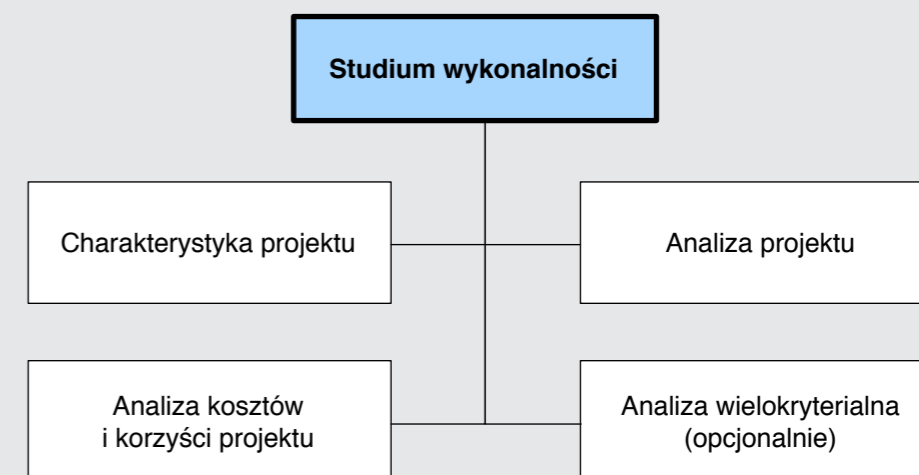 Studium wykonalności
Charakterystyka projektu
Analiza projektu
Analiza kosztów
i korzyści projektu
Analiza wielokryterialna
(opcjonalnie)